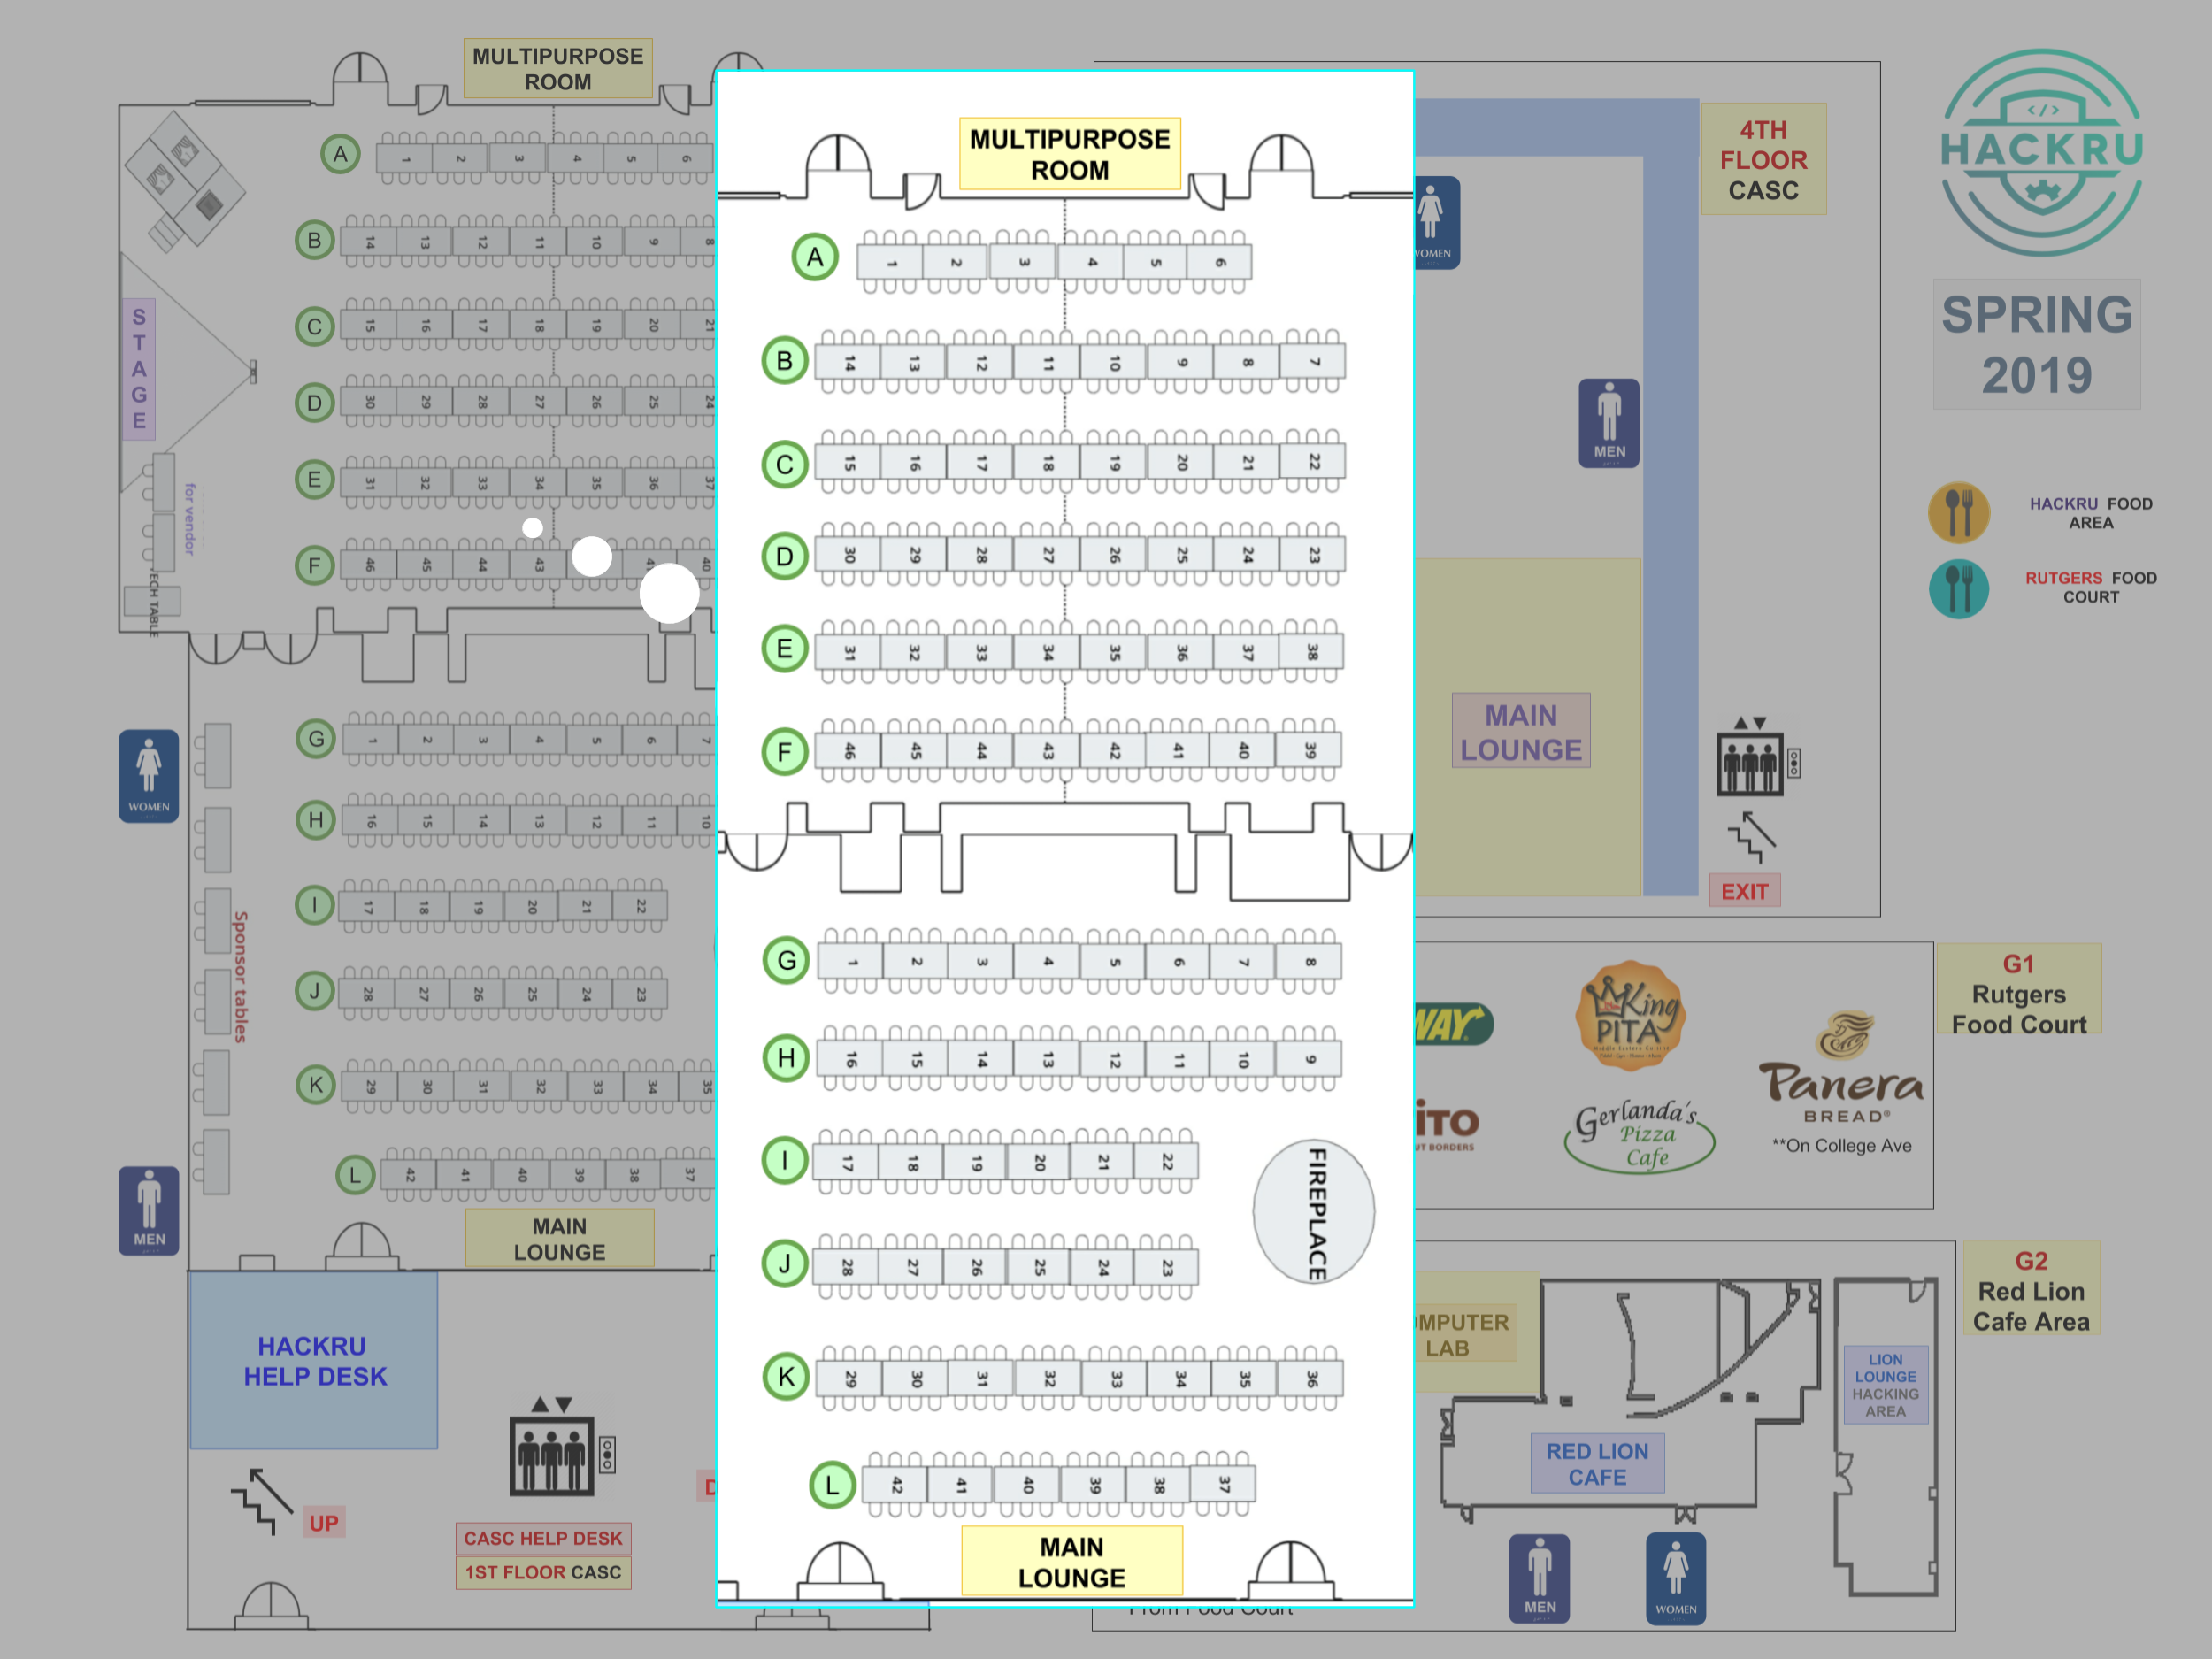 MULTIPURPOSE
ROOM
A 1 2 3 4 5 6
B 14 13 12 11 10 9 8
C 15 16 17 18 19 20 21
D 30 29 28 27 26 25 24
E 31 32 33 34 35 36 37
F 46 45 44 43 40
STAGE
for vendor
G 1 2 3 4 5 6 7
H 16 15 14 13 12 11 10
I 17 18 19 20 21 22
J 28 27 26 25 24 23
K 29 30 31 32 33 34 35
L 42 41 40 39 38 37
Sponsor tables
WOMEN
MEN
MAIN
LOUNGE
HACKRU
HELP DESK
UP
CASC HELP DESK
1ST FLOOR CASC
MULTIPURPOSE
ROOM
A 1 2 3 4 5 6
B 14 13 12 11 10 9 8 7
C 15 16 17 18 19 20 21 22
D 30 29 28 27 26 25 24 23
E 31 32 33 34 35 36 37 38
F 46 45 44 43 42 41 40 39
G 1 2 3 4 5 6 7 8
H 16 15 14 13 12 11 10 9
I 17 18 19 20 21 22
J 28 27 26 25 24 23
FIREPLACE
K 29 30 31 32 33 34 35 36
L 42 41 40 39 38 37
MAIN
LOUNGE
4TH
FLOOR
CASC
MEN
MAIN
LOUNGE
EXIT
</>
HACKRU
SPRING
2019
HACKRU FOOD
AREA
RUTGERS FOOD
COURT
G1
Rutgers
Food Court
King
PITA
Panera
BREAD®
**On College Ave
Gerlanda's
Pizza
Cafe
G2
Red Lion
Cafe Area
LAB
RED LION
CAFE
LION
LOUNGE
HACKING
AREA
MEN
WOMEN